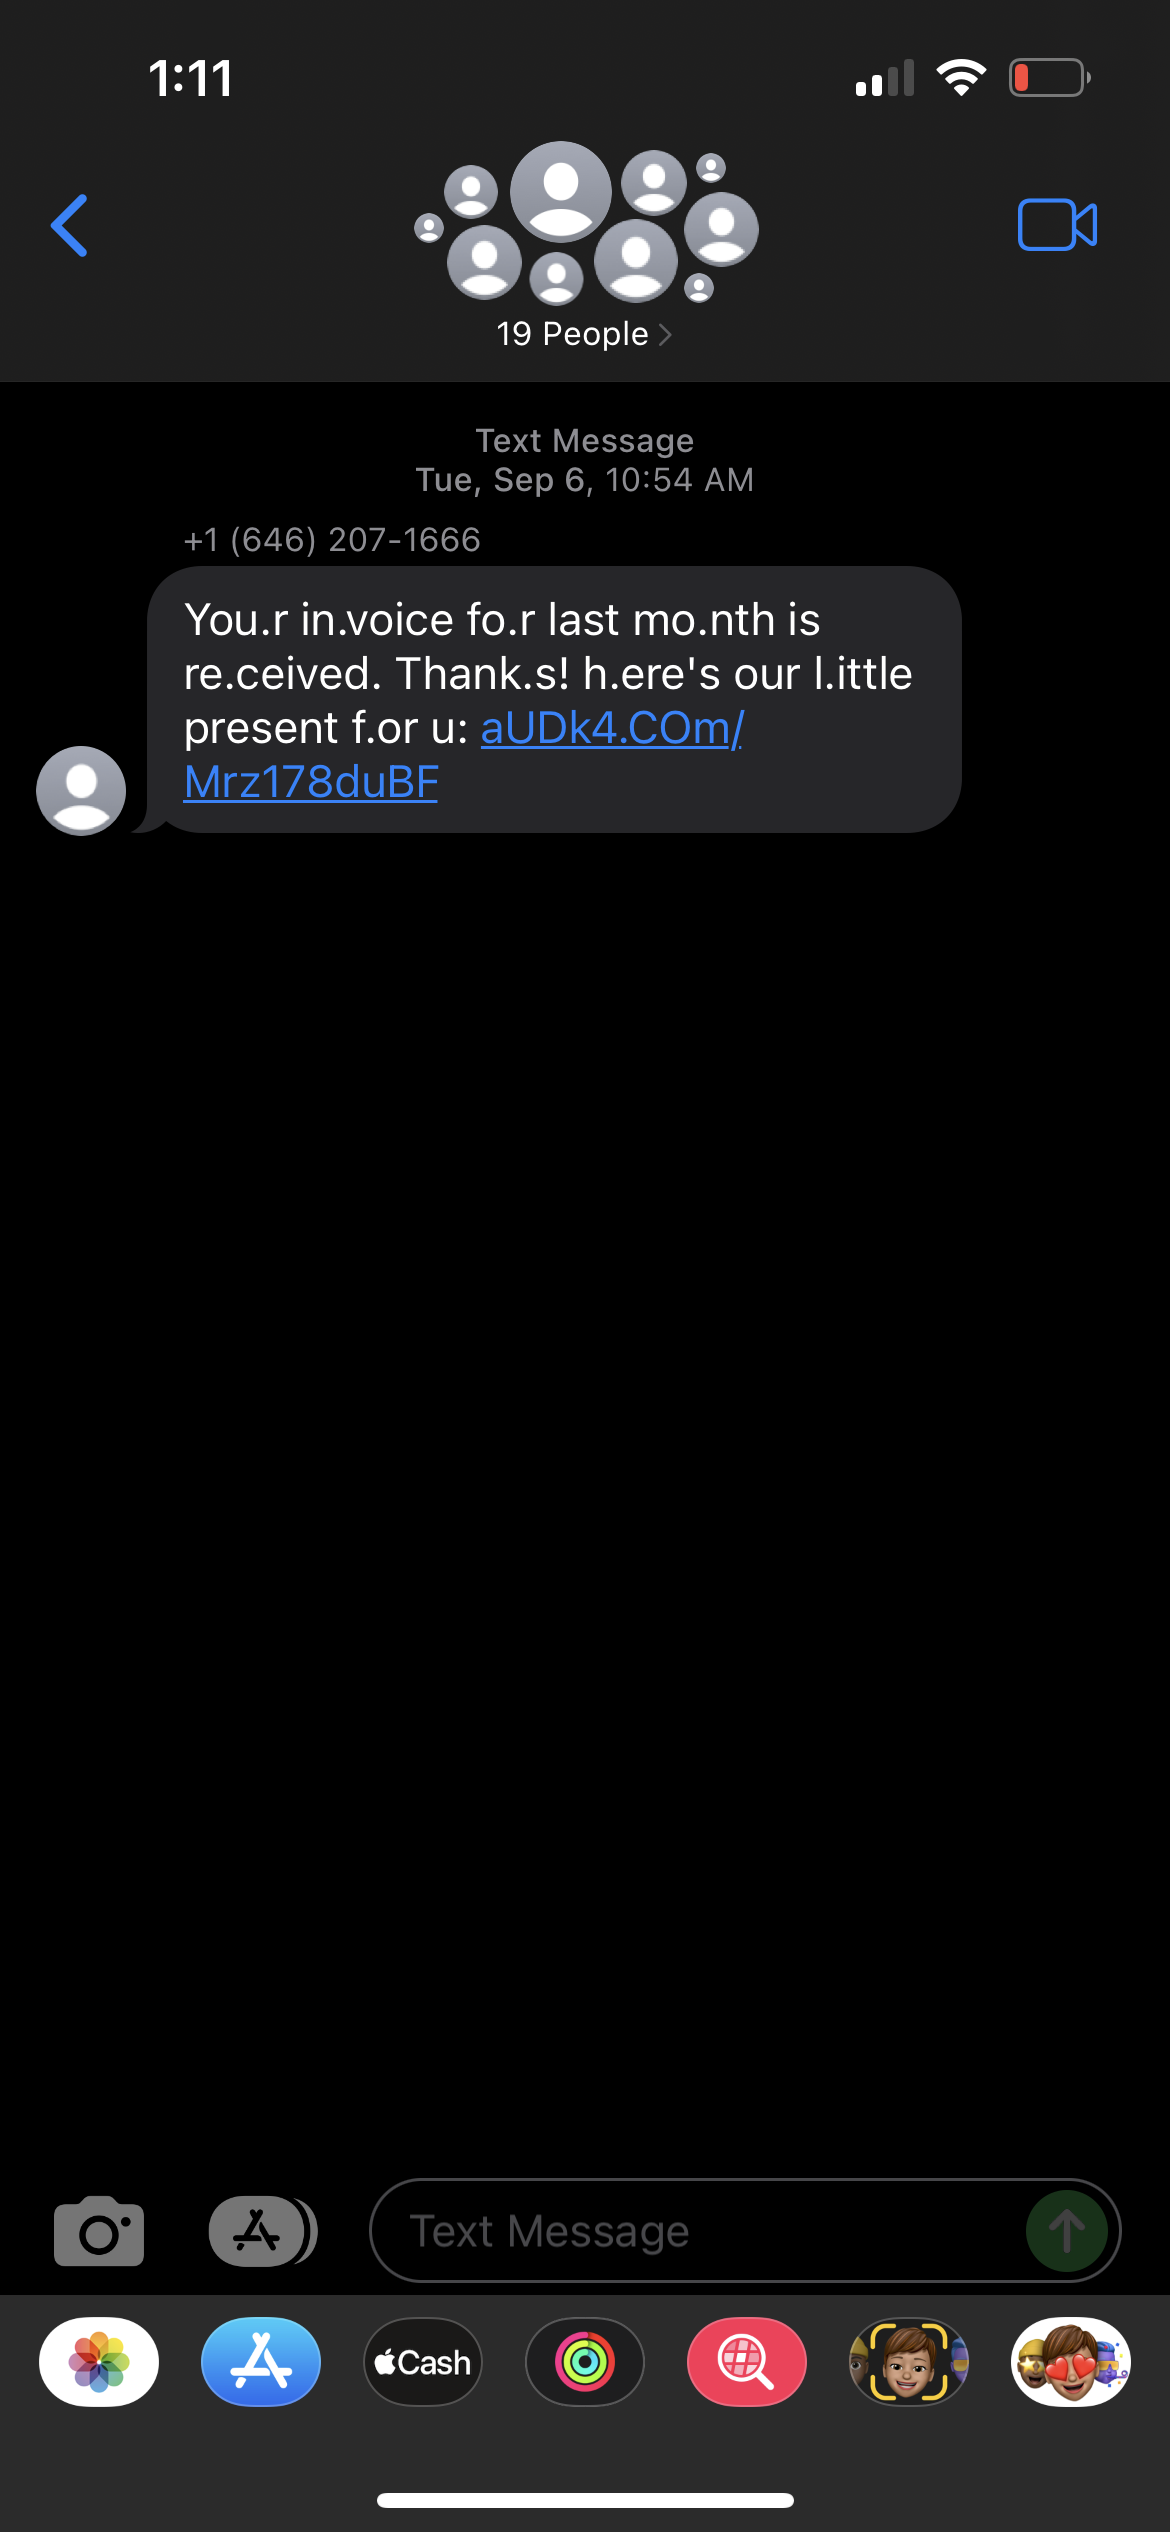 1:11
19 People
Text Message
Tue, Sep 6, 10:54 AM
+1 (646) 207-1666
You.r in.voice fo.r last mo.nth is
re.ceived. Thank.s! h.ere's our l.ittle
present f.or u: aUDk4.COm/
Mrz178duBF
Text Message
Cash